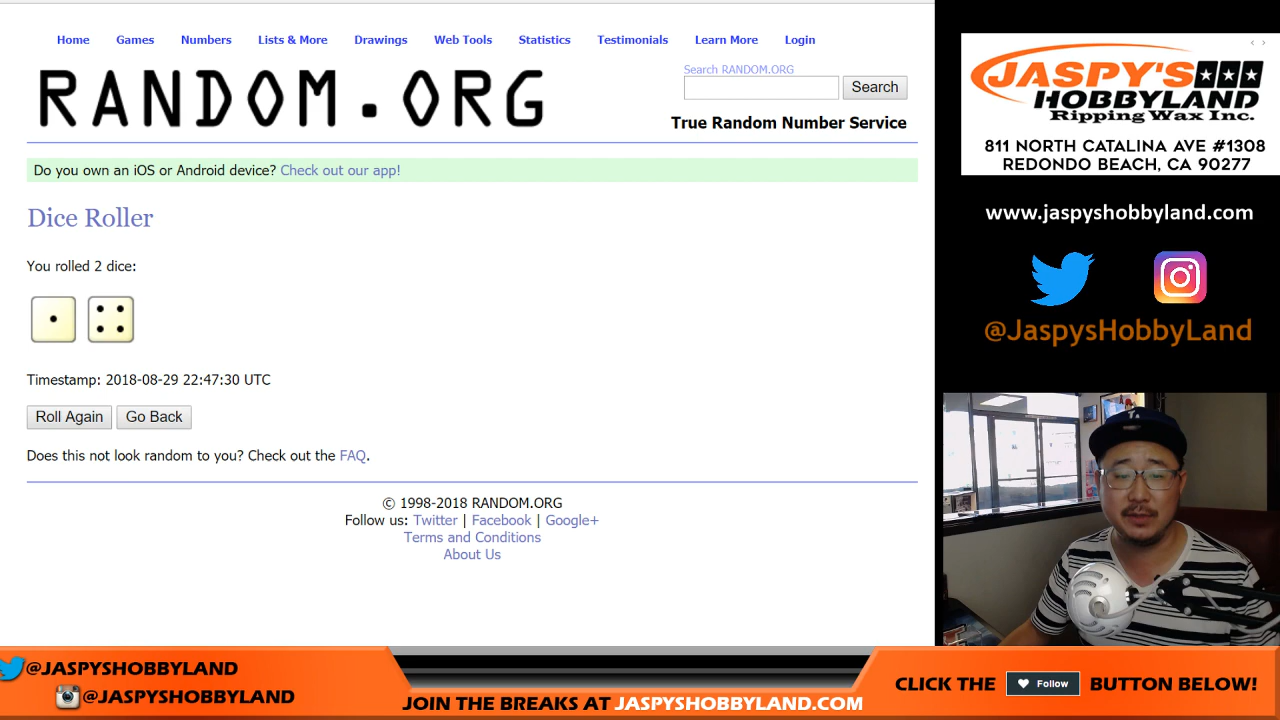 Home Games Numbers Lists & More Drawings Web Tools Statistics Testimonials Learn More Login
RANDOM.ORG
Search RANDOM.ORG
Search
True Random Number Service
Do you own an iOS or Android device? Check out our app!
Dice Roller
You rolled 2 dice:
Timestamp: 2018-08-29 22:47:30 UTC
Roll Again Go Back
Does this not look random to you? Check out the FAQ.
© 1998-2018 RANDOM.ORG
Follow us: Twitter | Facebook | Google+
Terms and Conditions
About Us
JASPY'S
HOBBYLAND
Ripping Wax Inc.
811 NORTH CATALINA AVE #1308
REDONDO BEACH, CA 90277
www.jaspyshobbyland.com
@JaspysHobbyLand
@JASPYSHOBBYLAND
@JASPYSHOBBYLAND
JOIN THE BREAKS AT JASPYSHOBBYLAND.COM
CLICK THE Follow BUTTON BELOW!